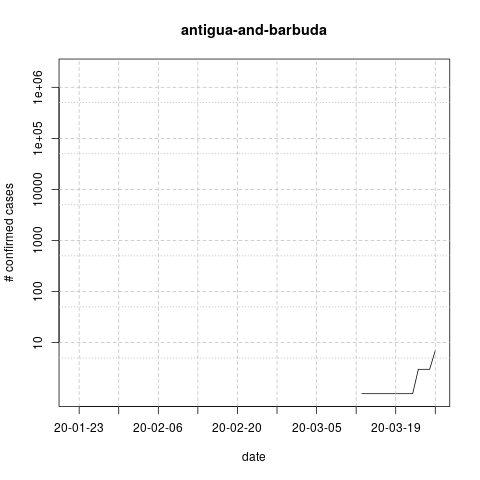 antigua-and-barbuda
# confirmed cases
1e+06
1e+05
10000
1000
100
10
20-01-23 20-02-06 20-02-20 20-03-05 20-03-19
date